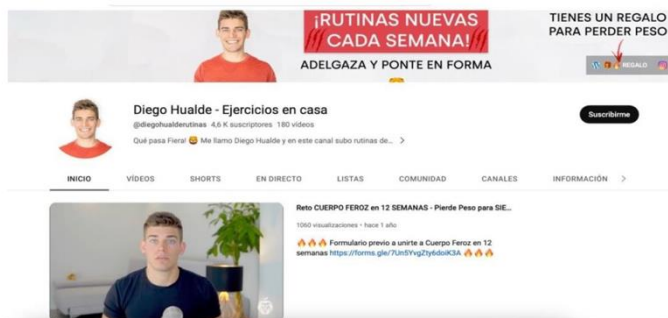 ¡RUTINAS NUEVAS
CADA SEMANA!
ADELGAZA Y PONTE EN FORMA
TIENES UN REGALO
PARA PERDER PESO
REGALO
Diego Hualde - Ejercicios en casa
@diegohualderutinas 4,6 K suscriptores 180 vídeos
Qué pasa Fiera! Me llamo Diego Hualde y en este canal subo rutinas de...
Suscribirme
INICIO VÍDEOS SHORTS EN DIRECTO LISTAS COMUNIDAD CANALES INFORMACIÓN
Reto CUERPO FEROZ en 12 SEMANAS - Pierde Peso para SIE...
1060 visualizaciones • hace 1 año
Formulario previo a unirte a Cuerpo Feroz en 12
semanas https://forms.gle/7Un5YvgZty6doiK3A